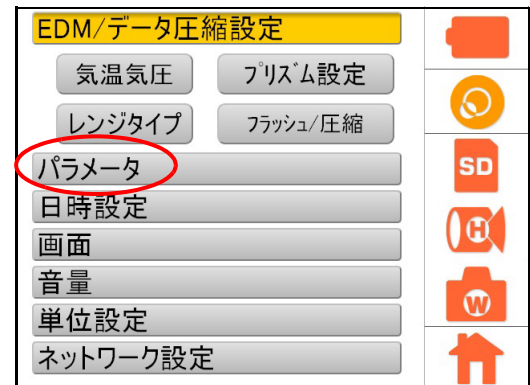 EDM/データ圧縮設定
気温気圧 プリズム設定
レンジタイプ フラッシュ/圧縮
パラメータ
SD
日時設定
画面
H
音量
W
単位設定
ネットワーク設定